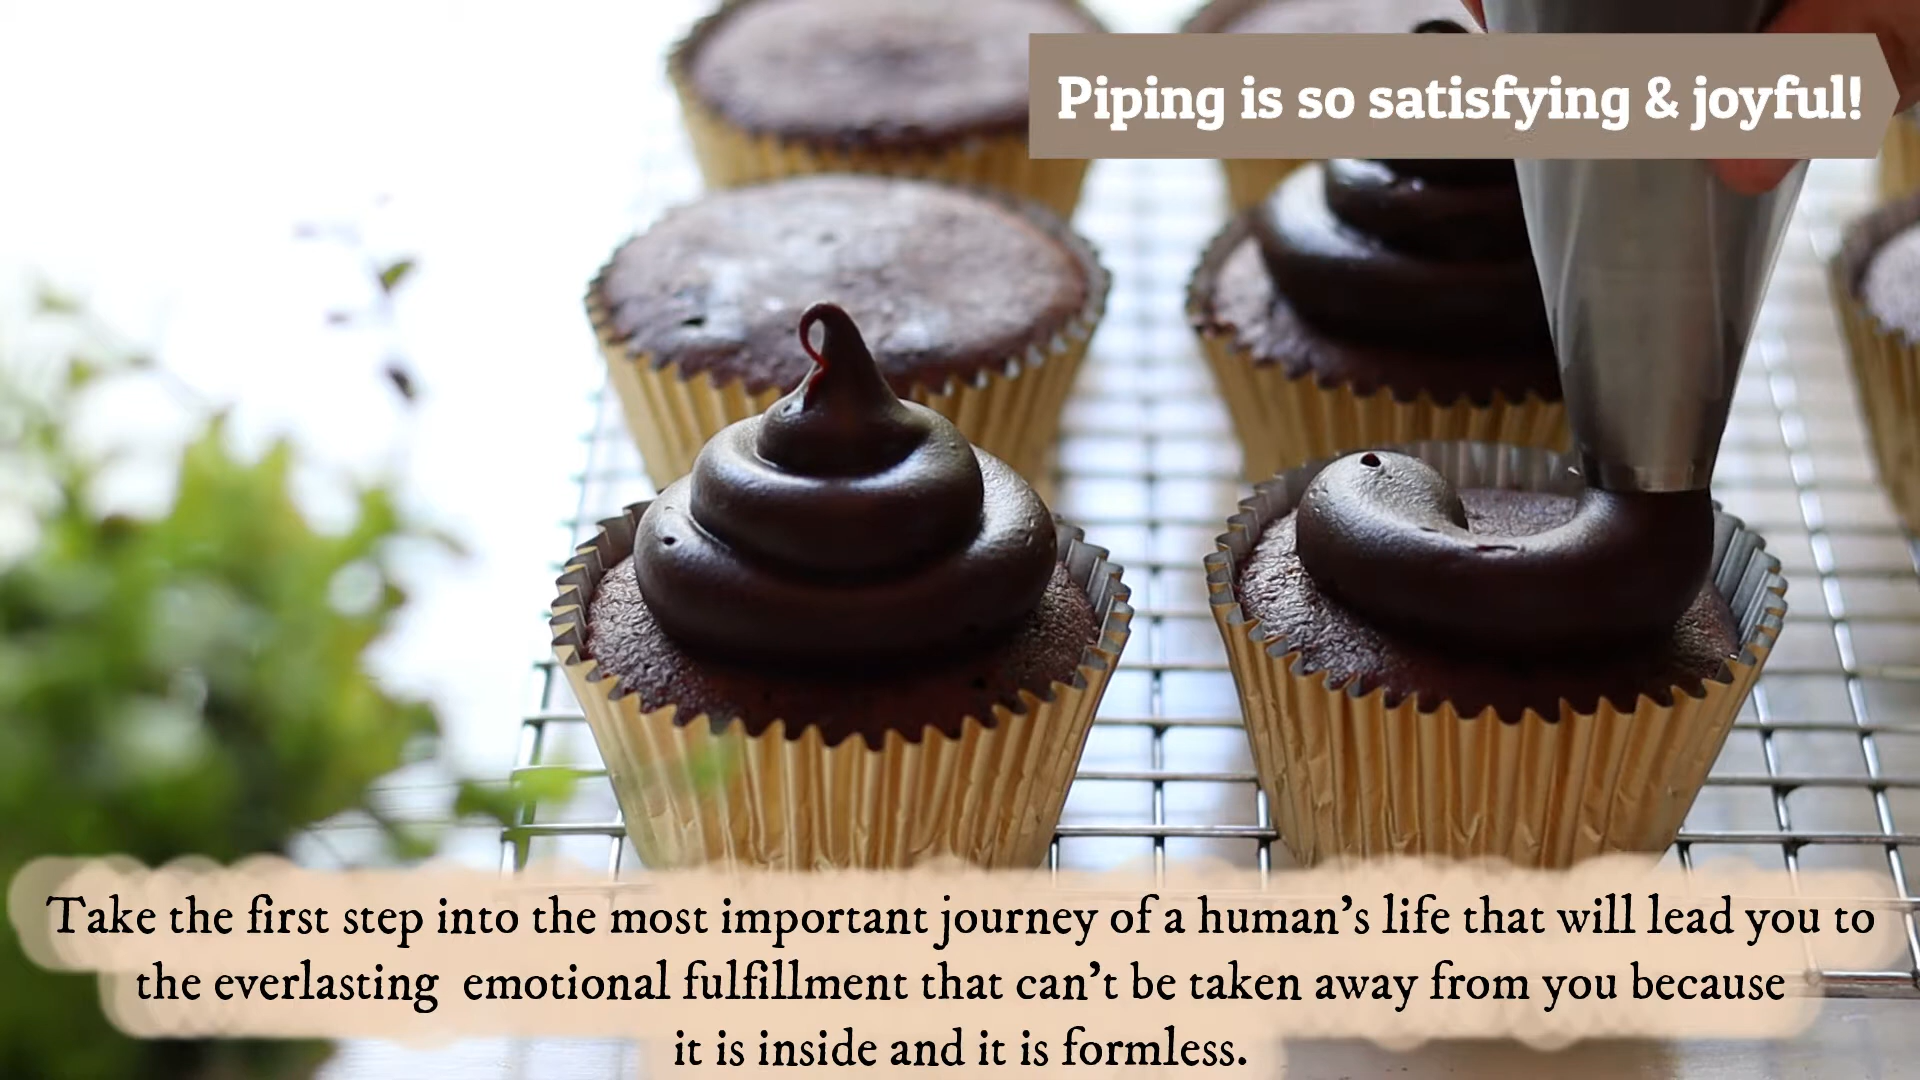 Piping is so satisfying & joyful!
Take the first step into the most important journey of a human's life that will lead you to
the everlasting  emotional fulfillment that can't be taken away from you because
it is inside and it is formless.